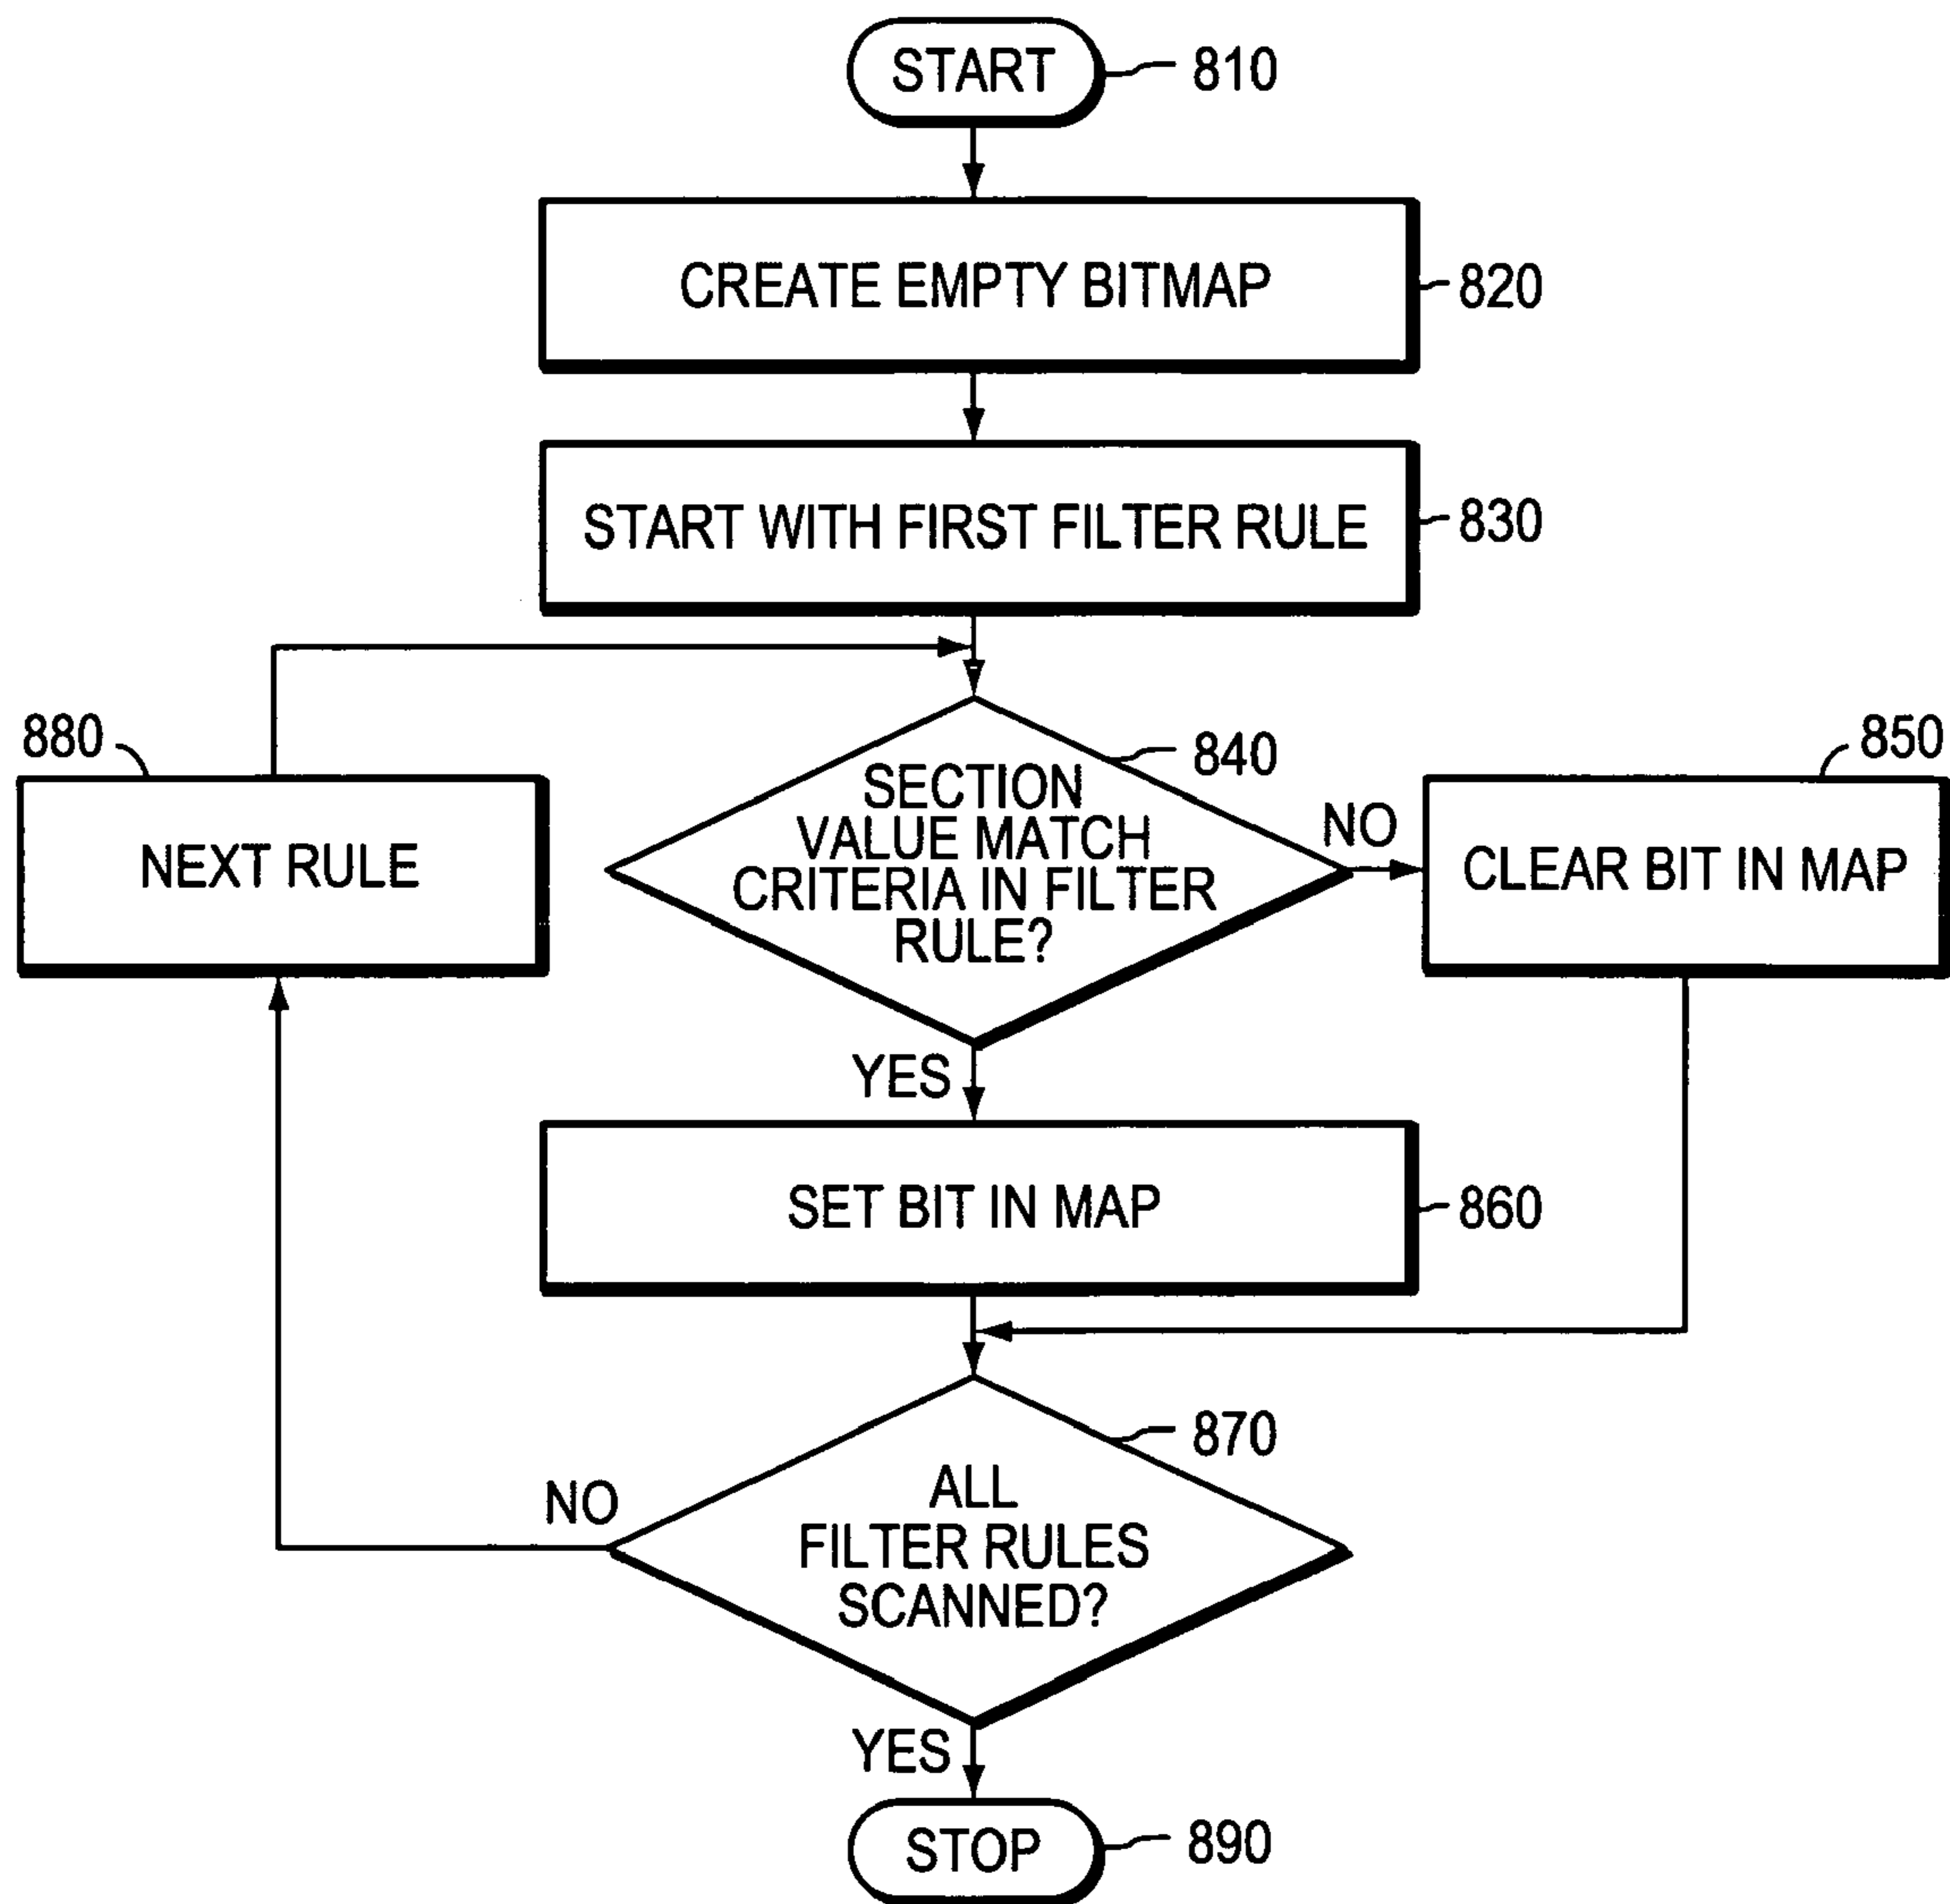 START
810
CREATE EMPTY BITMAP
820
START WITH FIRST FILTER RULE
830
880
NEXT RULE
840
SECTION
VALUE MATCH
CRITERIA IN FILTER
RULE?
NO
850
CLEAR BIT IN MAP
YES
SET BIT IN MAP
860
870
ALL
FILTER RULES
SCANNED?
NO
YES
STOP
890